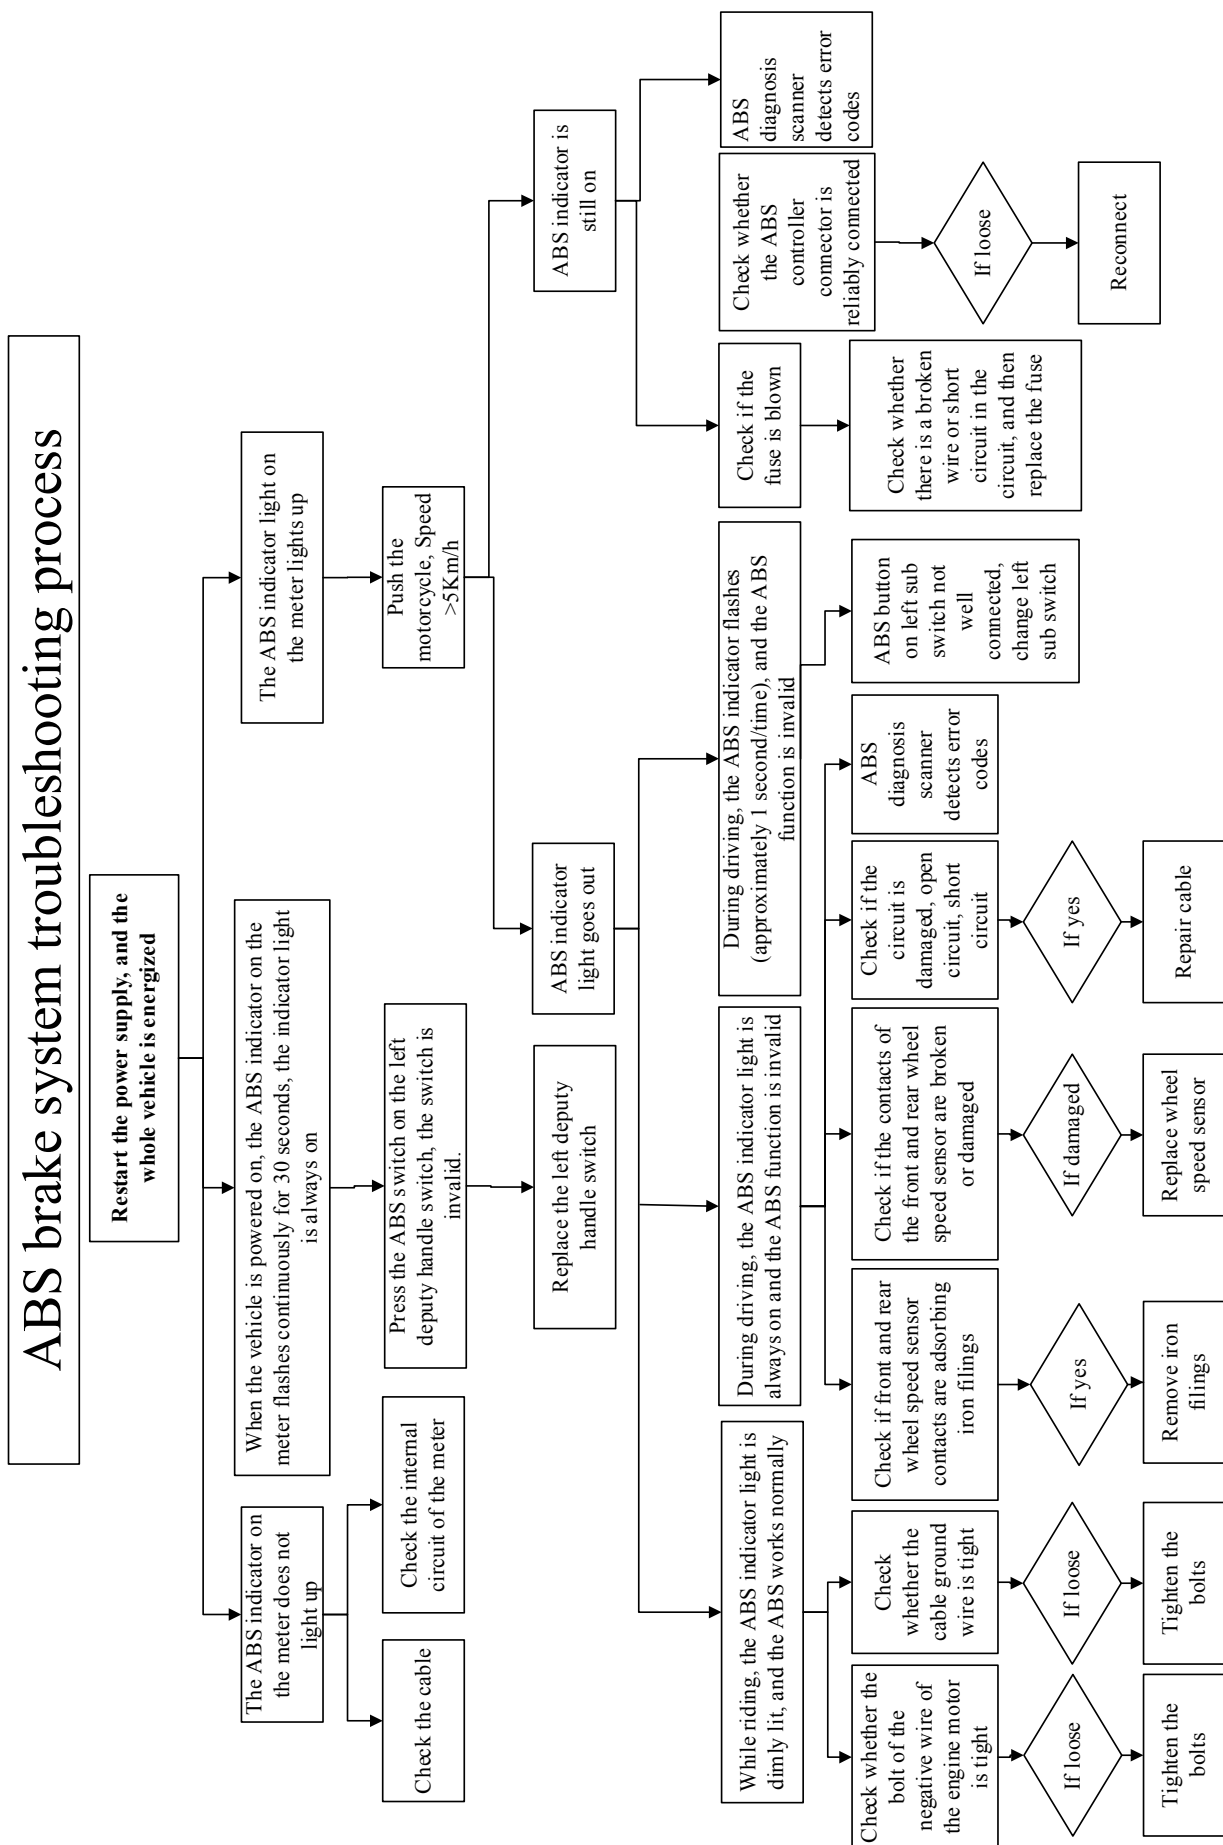 ABS brake system troubleshooting process
Restart the power supply, and the
whole vehicle is energized
The ABS indicator on
the meter does not
light up
When the vehicle is powered on, the ABS indicator on the
meter flashes continuously for 30 seconds, the indicator light
is always on
The ABS indicator light on
the meter lights up
Check the cable
Check the internal
circuit of the meter
Press the ABS switch on the left
deputy handle switch, the switch is
invalid.
Push the
motorcycle, Speed
>5Km/h
Replace the left deputy
handle switch
ABS indicator
light goes out
ABS indicator is
still on
While riding, the ABS indicator light is
dimly lit, and the ABS works normally
During driving, the ABS indicator light is
always on and the ABS function is invalid
During driving, the ABS indicator flashes
(approximately 1 second/time), and the ABS
function is invalid
Check if the
fuse is blown
Check whether
the ABS
controller
connector is
reliably connected
ABS
diagnosis
scanner
detects error
codes
Check whether the
bolt of the
negative wire of
the engine motor
is tight
Check
whether the
cable ground
wire is tight
Check if front and rear
wheel speed sensor
contacts are adsorbing
iron filings
Check if the contacts of
the front and rear wheel
speed sensor are broken
or damaged
Check if the
circuit is
damaged, open
circuit, short
circuit
ABS
diagnosis
scanner
detects error
codes
ABS button
on left sub
switch not
well
connected,
change left
sub switch
Check whether
there is a broken
wire or short
circuit in the
circuit, and then
replace the fuse
If loose
If loose
If loose
If yes
If damaged
If yes
Reconnect
Tighten the
bolts
Tighten the
bolts
Remove iron
filings
Replace wheel
speed sensor
Repair cable